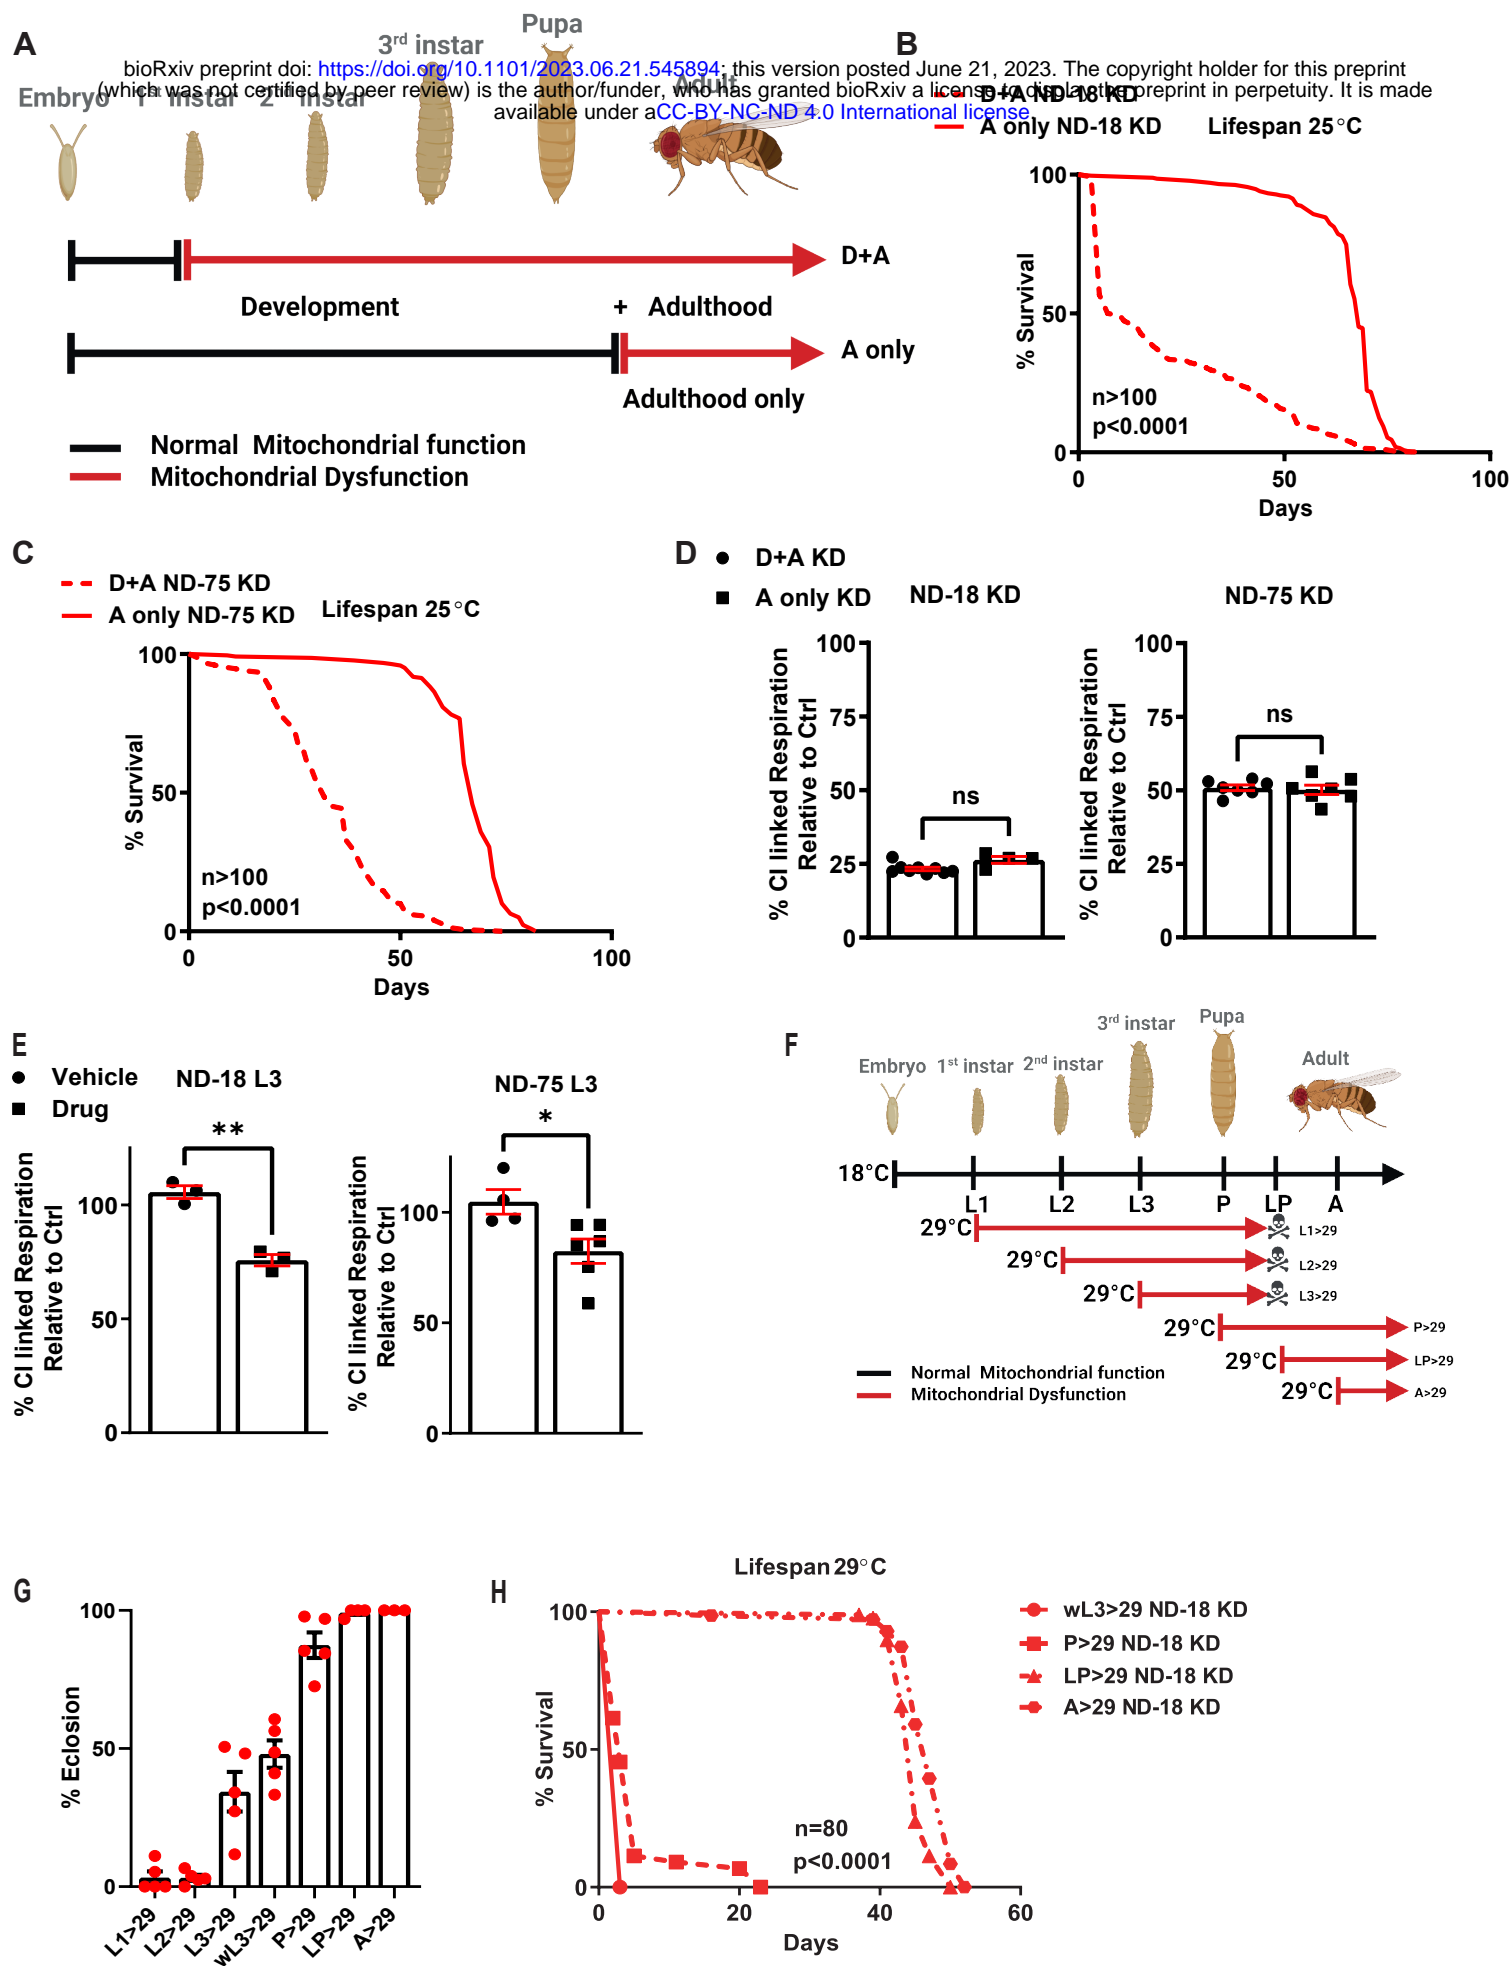 A
3rd instar
Pupa
B
bioRxiv preprint doi: https://doi.org/10.1101/2023.06.21.545894; this version posted June 21, 2023. The copyright holder for this preprint
(which was not certified by peer review) is the author/funder, who has granted bioRxiv a license to display the preprint in perpetuity. It is made
available under aCC-BY-NC-ND 4.0 International license.
Embryo 1st instar 2nd instar
Adult
D+A ND-18 KD
A only ND-18 KD
Lifespan 25°C
D+A
Development + Adulthood
A only
Adulthood only
Normal Mitochondrial function
Mitochondrial Dysfunction
100
50
0
% Survival
n>100
p<0.0001
0 50 100
Days
C
D+A ND-75 KD
A only ND-75 KD
Lifespan 25°C
100
50
0
% Survival
n>100
p<0.0001
0 50 100
Days
D
D+A KD
A only KD
ND-18 KD
% CI linked Respiration
Relative to Ctrl
100
75
50
25
0
ns
ND-75 KD
% CI linked Respiration
Relative to Ctrl
100
75
50
25
0
ns
E
Vehicle
Drug
ND-18 L3
**
% CI linked Respiration
Relative to Ctrl
100
50
0
ND-75 L3
*
% CI linked Respiration
Relative to Ctrl
100
50
0
F
Embryo 1st instar 2nd instar 3rd instar Pupa Adult
18°C
L1 L2 L3 P LP A
29°C L1>29
29°C L2>29
29°C L3>29
29°C P>29
29°C LP>29
29°C A>29
Normal Mitochondrial function
Mitochondrial Dysfunction
G
% Eclosion
100
50
0
L1>29 L2>29 L3>29 wL3>29 P>29 LP>29 A>29
H
Lifespan 29°C
% Survival
100
50
0
n=80
p<0.0001
0 20 40 60
Days
wL3>29 ND-18 KD
P>29 ND-18 KD
LP>29 ND-18 KD
A>29 ND-18 KD